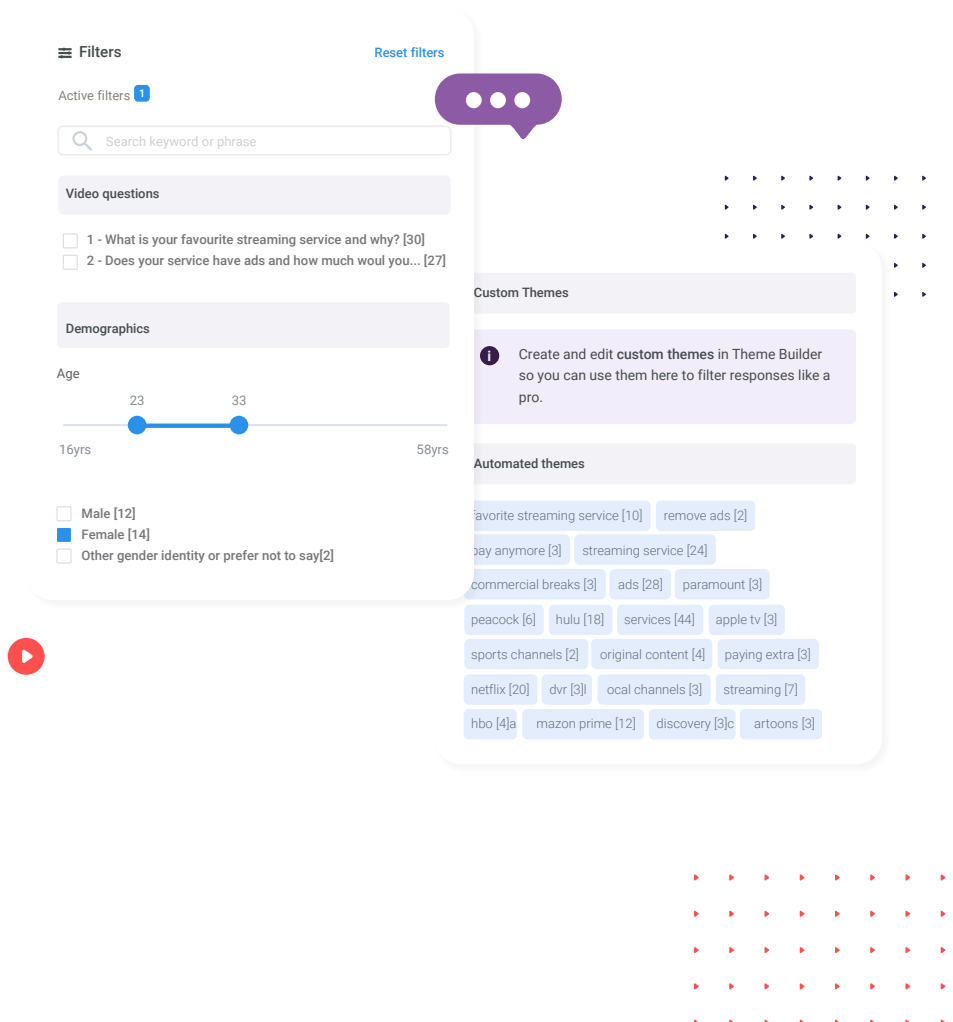 Filters
Reset filters
Active filters 1
Search keyword or phrase
Video questions
1 - What is your favourite streaming service and why? [30]
2 - Does your service have ads and how much woul you... [27]
Demographics
Age
23 33
16yrs 58yrs
Male [12]
Female [14]
Other gender identity or prefer not to say[2]
Custom Themes
i
Create and edit custom themes in Theme Builder
so you can use them here to filter responses like a
pro.
Automated themes
favorite streaming service [10] remove ads [2]
pay anymore [3] streaming service [24]
commercial breaks [3] ads [28] paramount [3]
peacock [6] hulu [18] services [44] apple tv [3]
sports channels [2] original content [4] paying extra [3]
netflix [20] dvr [3]l ocal channels [3] streaming [7]
hbo [4]a mazon prime [12] discovery [3]c artoons [3]